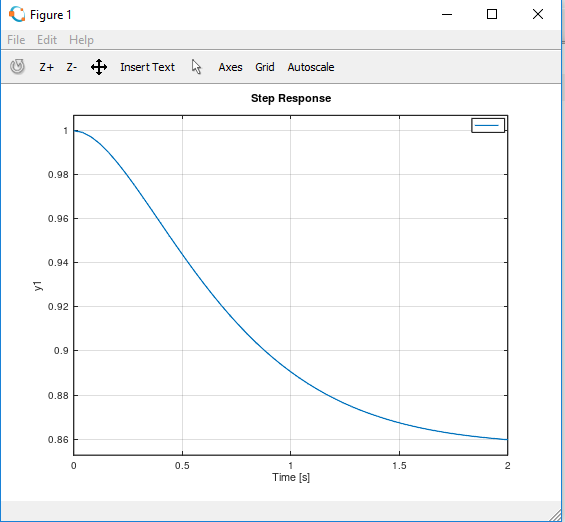 Figure 1
File Edit Help
Z+ Z- Insert Text Axes Grid Autoscale
Step Response
1
0.98
0.96
0.94
0.92
0.9
0.88
0.86
y1
0 0.5 1 1.5 2
Time [s]